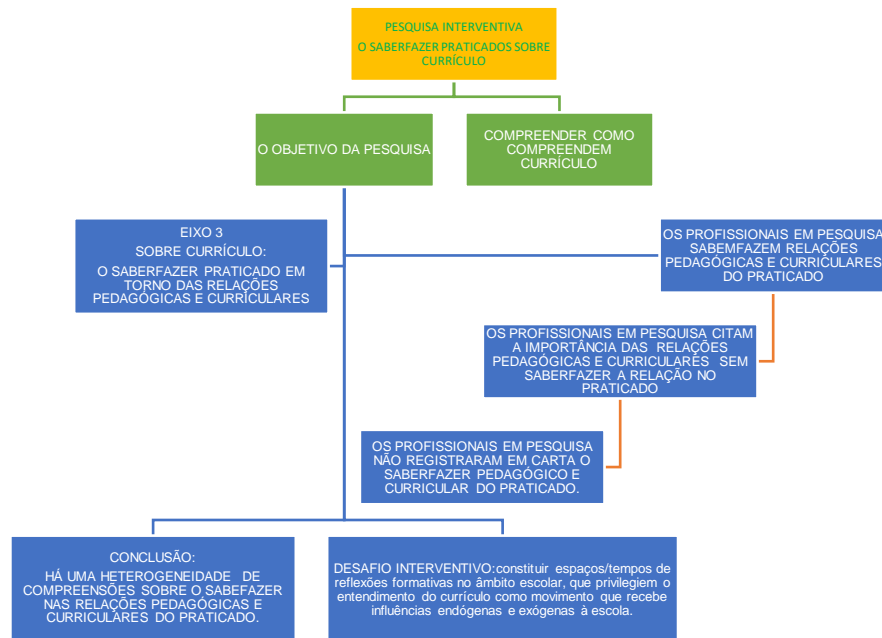 PESQUISA INTERVENTIVA
O SABERFAZER PRATICADOS SOBRE
CURRÍCULO
O OBJETIVO DA PESQUISA
COMPREENDER COMO
COMPREENDEM
CURRÍCULO
EIXO 3
SOBRE CURRÍCULO:
O SABERFAZER PRATICADO EM
TORNO DAS RELAÇÕES
PEDAGÓGICAS E CURRÍCULARES
OS PROFISSIONAIS EM PESQUISA
SABEMFAZEM RELAÇÕES
PEDAGÓGICAS E CURRICULARES
DO PRATICADO
OS PROFISSIONAIS EM PESQUISA CITAM
A IMPORTÂNCIA DAS RELAÇÕES
PEDAGÓGICAS E CURRICULARES SEM
SABERFAZER A RELAÇÃO NO
PRATICADO
OS PROFISSIONAIS EM PESQUISA
NÃO REGISTRARAM EM CARTA O
SABERFAZER PEDAGÓGICO E
CURRICULAR DO PRATICADO.
CONCLUSÃO:
HÁ UMA HETEROGENEIDADE DE
COMPREENSÕES SOBRE O SABEFAZER
NAS RELAÇÕES PEDAGÓGICAS E
CURRICULARES DO PRATICADO.
DESAFIO INTERVENTIVO:constituir espaços/tempos de
reflexões formativas no âmbito escolar, que privilegiem o
entendimento do currículo como movimento que recebe
influências endógenas e exógenas à escola.